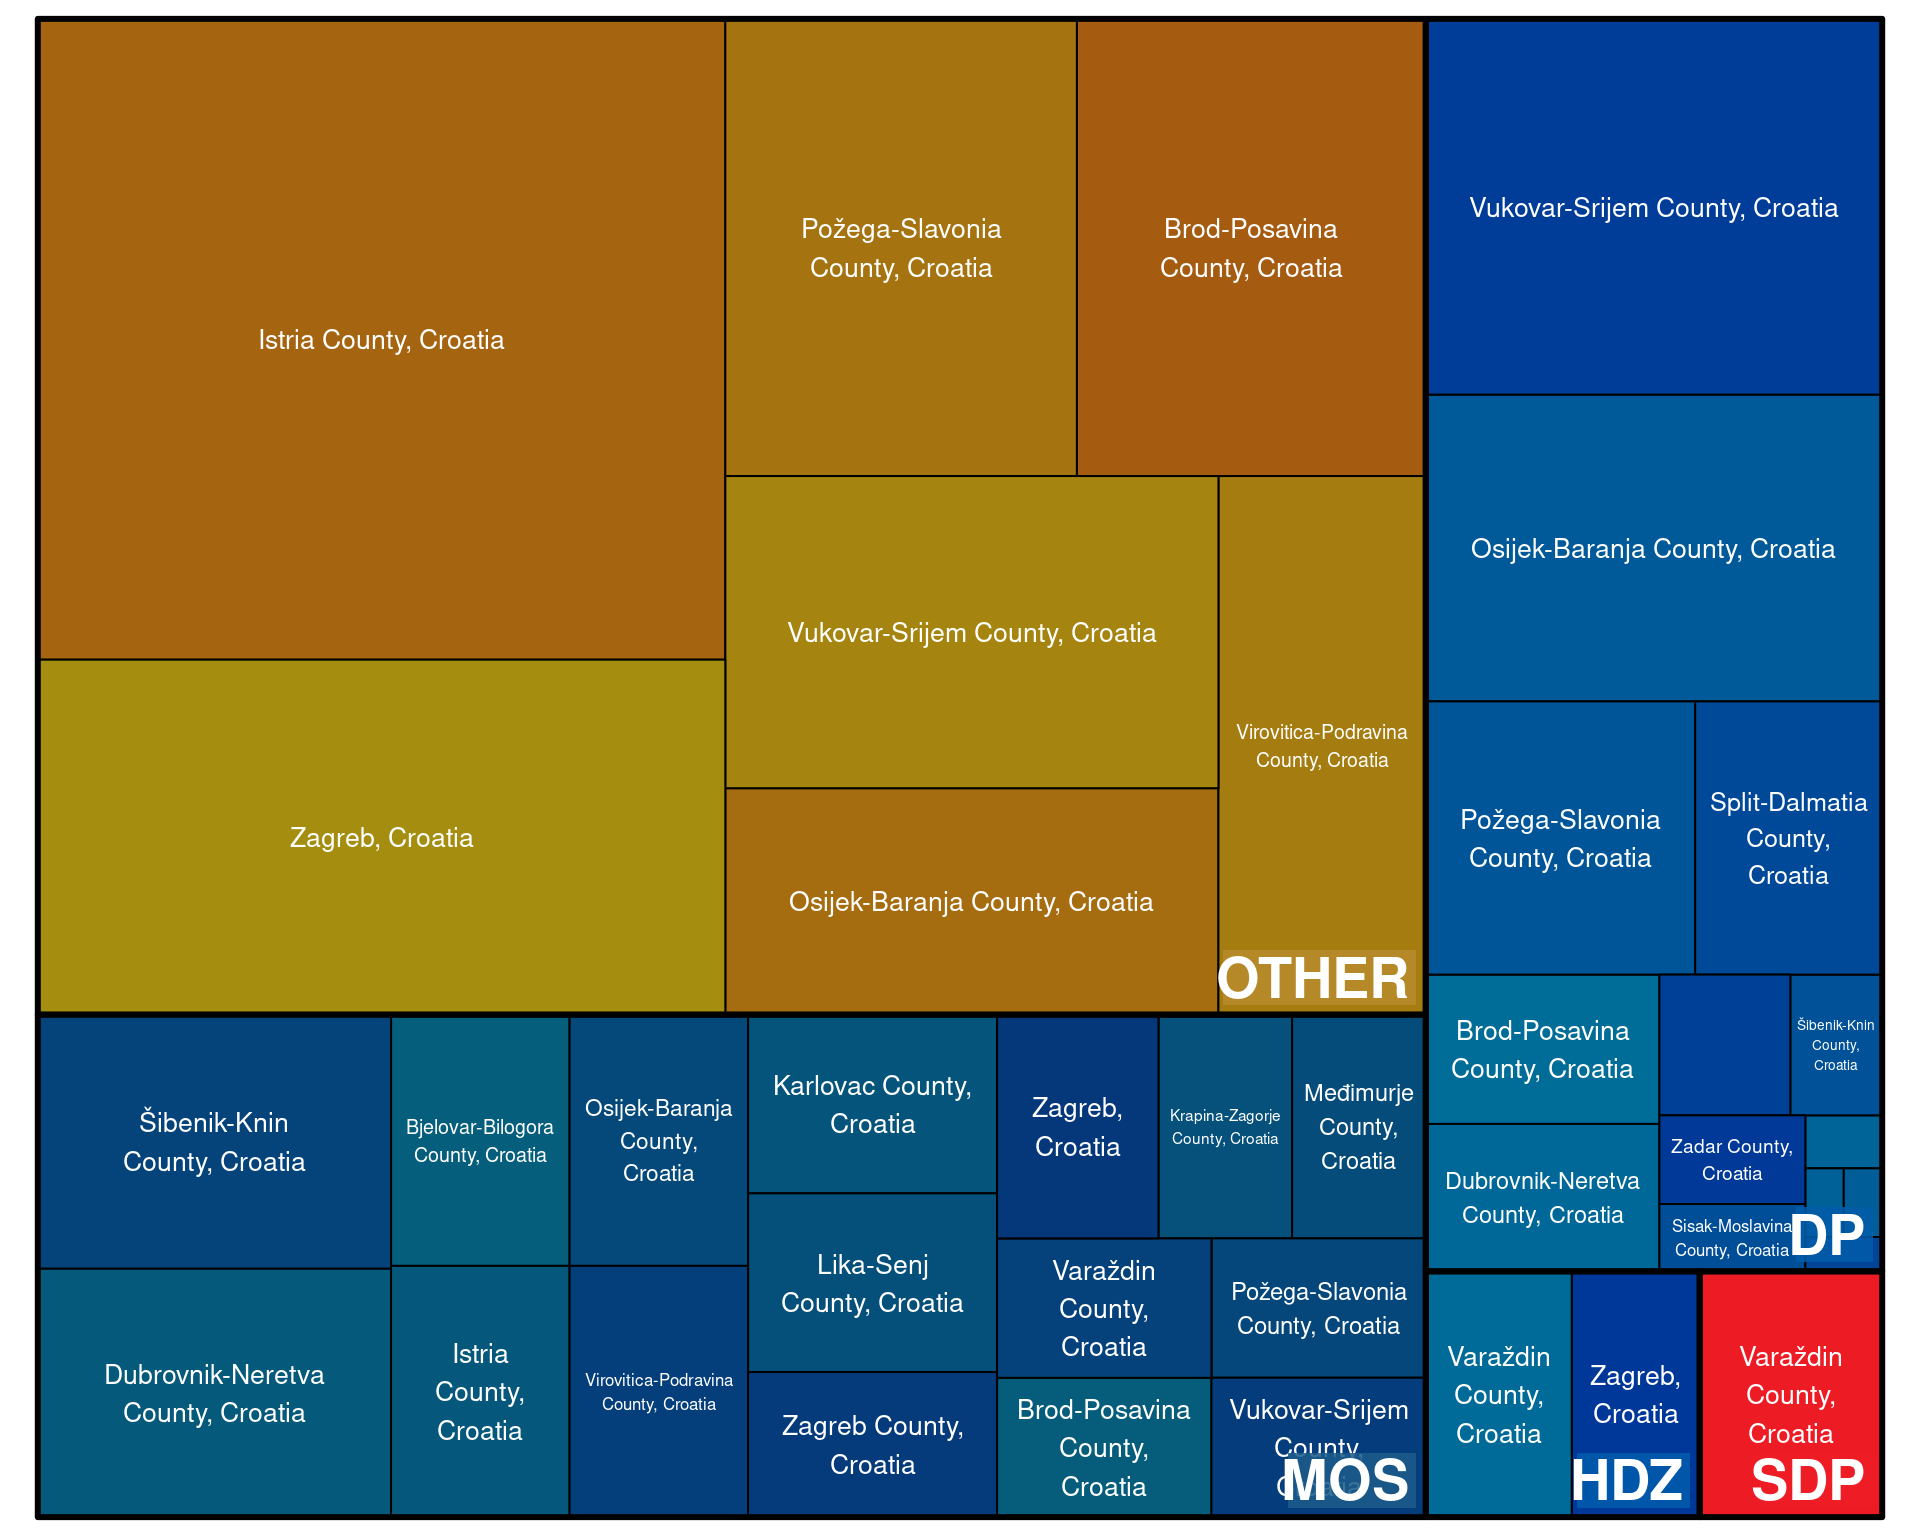 Istria County, Croatia
Požega-Slavonia
County, Croatia
Brod-Posavina
County, Croatia
Vukovar-Srijem County, Croatia
Virovitica-Podravina
County, Croatia
Zagreb, Croatia
Osijek-Baranja County, Croatia
OTHER
Vukovar-Srijem County, Croatia
Osijek-Baranja County, Croatia
Požega-Slavonia
County, Croatia
Split-Dalmatia
County,
Croatia
Brod-Posavina
County, Croatia
Šibenik-Knin
County,
Croatia
Dubrovnik-Neretva
County, Croatia
Zadar County,
Croatia
Sisak-Moslavina
County, Croatia
DP
Šibenik-Knin
County, Croatia
Bjelovar-Bilogora
County, Croatia
Osijek-Baranja
County,
Croatia
Karlovac County,
Croatia
Zagreb,
Croatia
Krapina-Zagorje
County, Croatia
Međimurje
County,
Croatia
Dubrovnik-Neretva
County, Croatia
Istria
County,
Croatia
Virovitica-Podravina
County, Croatia
Lika-Senj
County, Croatia
Zagreb County,
Croatia
Varaždin
County,
Croatia
Požega-Slavonia
County, Croatia
Brod-Posavina
County,
Croatia
Vukovar-Srijem
County,
MOS
Varaždin
County,
Croatia
Zagreb,
Croatia
HDZ
Varaždin
County,
Croatia
SDP